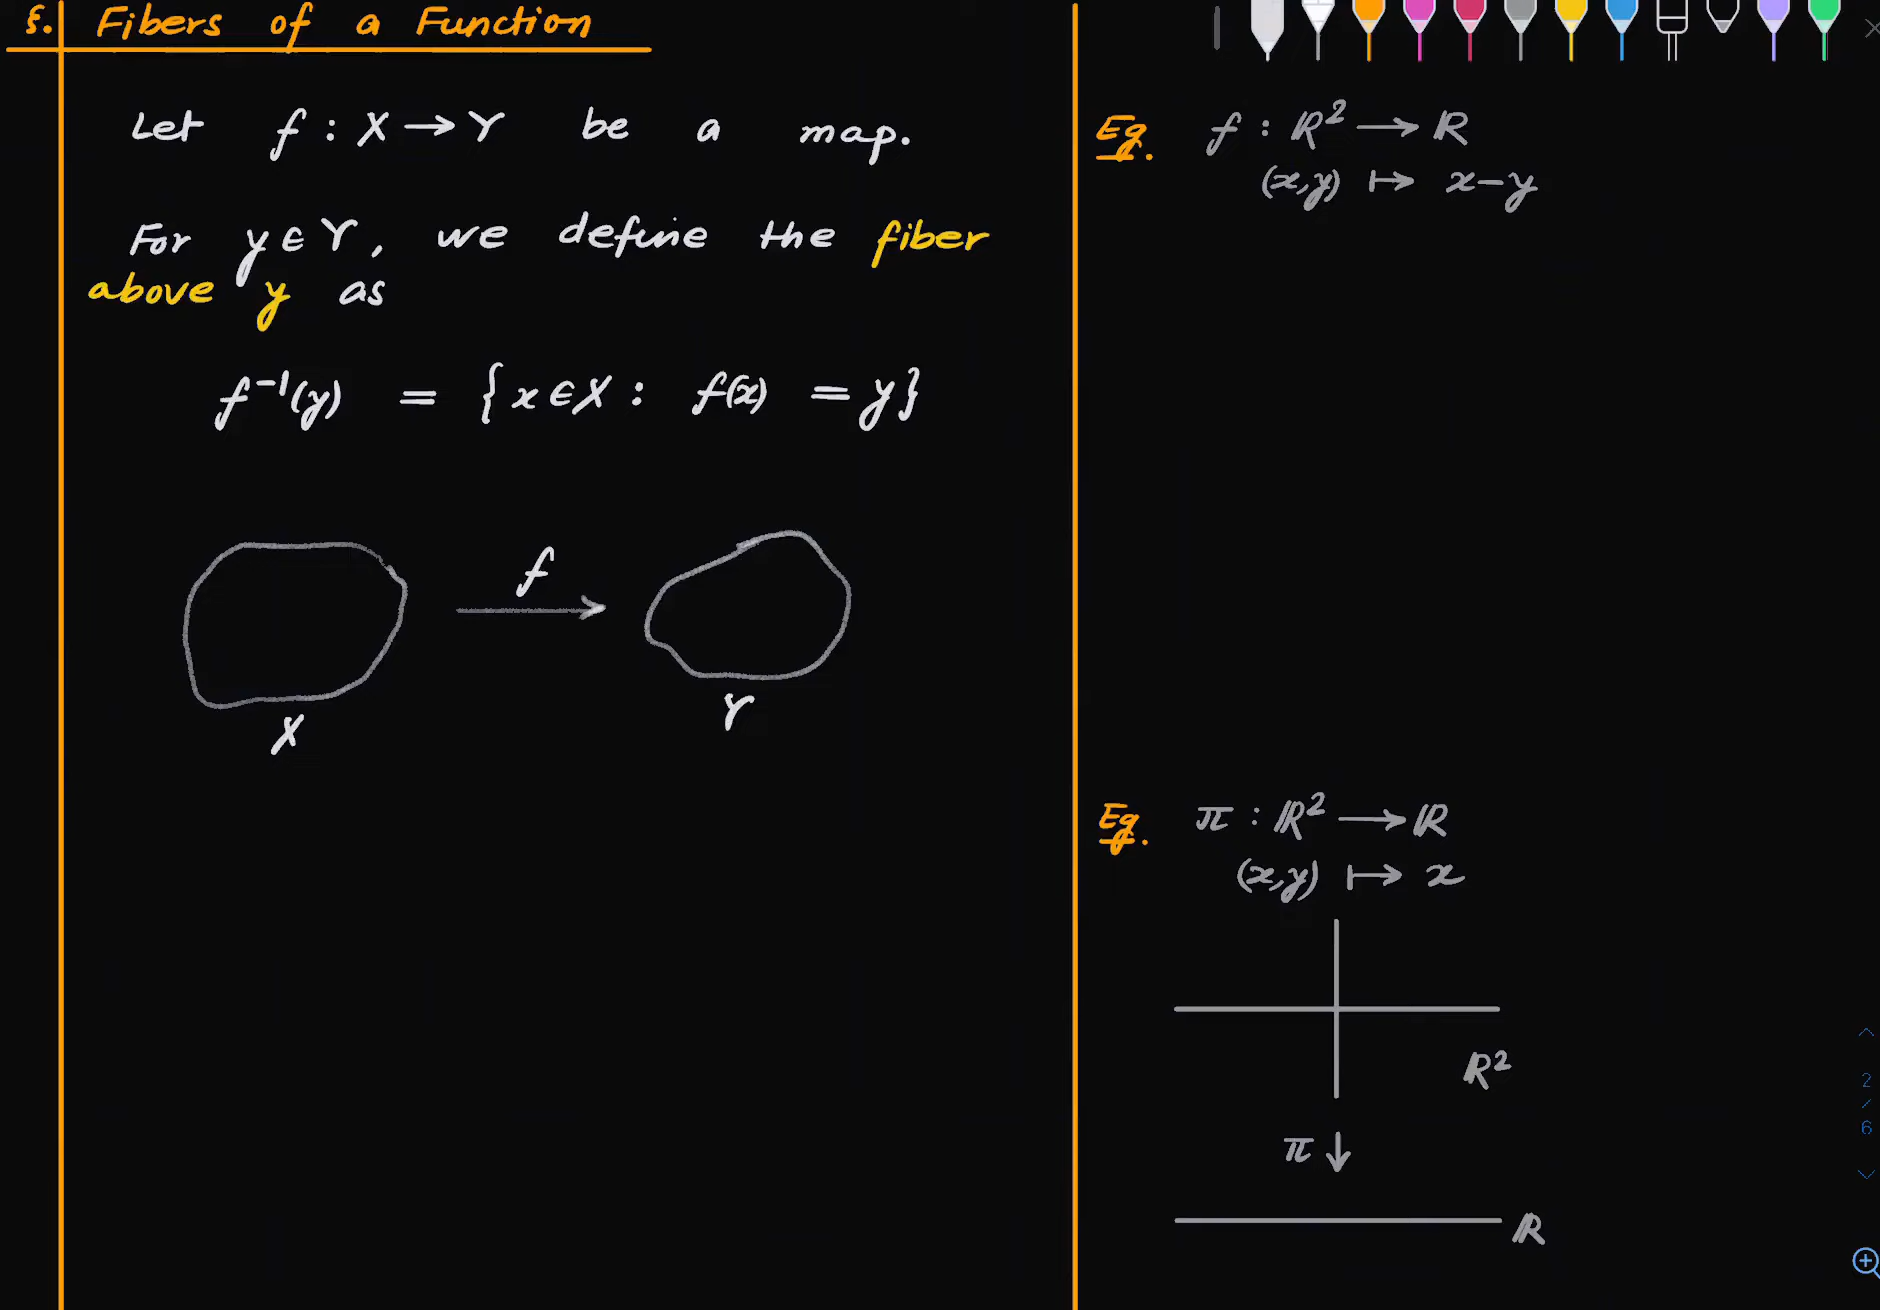 §. Fibers of a Function
Let f : X → Y be a map.
For y ∈ Y, we define the fiber
above y as
f⁻¹(y) = {x ∈ X : f(x) = y}
f
X
Y
Eg. f : ℝ² → ℝ
(x,y) ↦ x−y
Eg. π : ℝ² → ℝ
(x,y) ↦ x
ℝ²
π ↓
ℝ
2
/
6